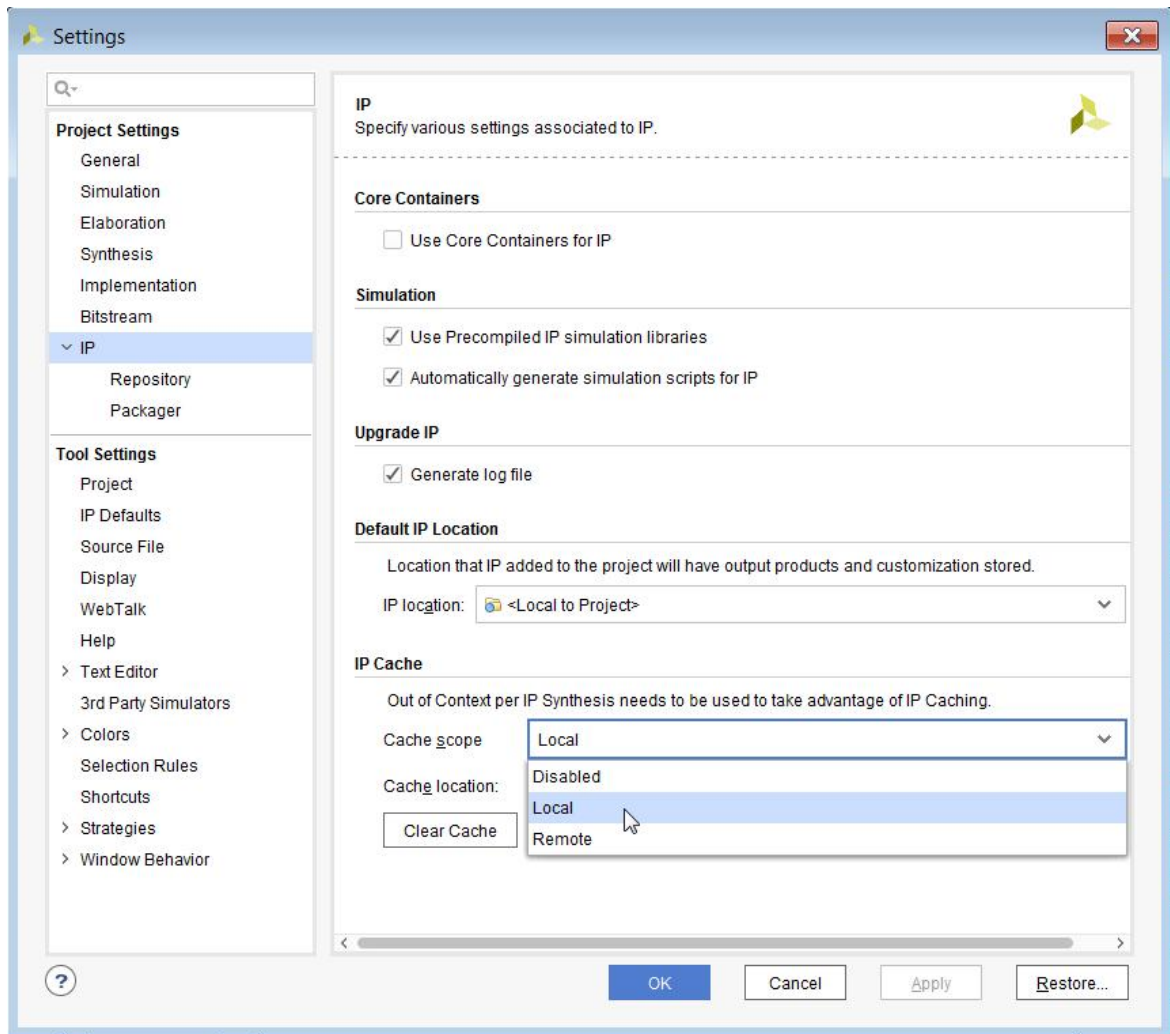 Settings
Project Settings
General
Simulation
Elaboration
Synthesis
Implementation
Bitstream
IP
Repository
Packager
Tool Settings
Project
IP Defaults
Source File
Display
WebTalk
Help
Text Editor
3rd Party Simulators
Colors
Selection Rules
Shortcuts
Strategies
Window Behavior
IP
Specify various settings associated to IP.
Core Containers
Use Core Containers for IP
Simulation
Use Precompiled IP simulation libraries
Automatically generate simulation scripts for IP
Upgrade IP
Generate log file
Default IP Location
Location that IP added to the project will have output products and customization stored.
IP location: <Local to Project>
IP Cache
Out of Context per IP Synthesis needs to be used to take advantage of IP Caching.
Cache scope Local
Disabled
Cache location:
Local
Clear Cache
Remote
? OK Cancel Apply Restore...